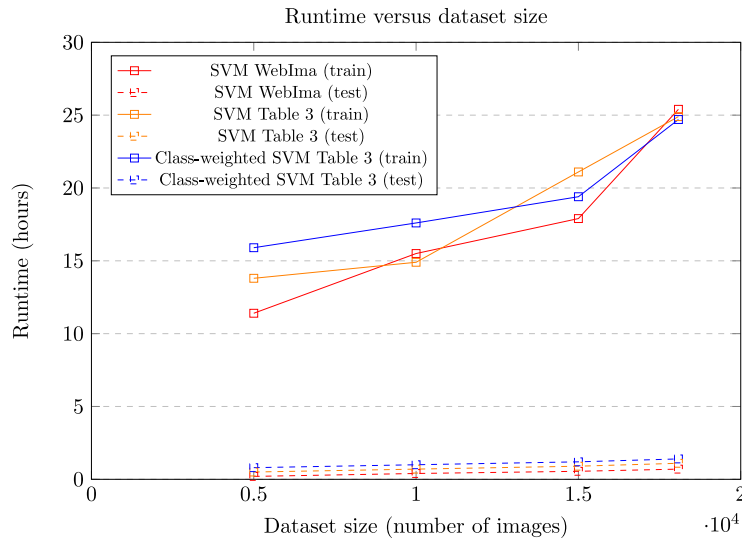 Runtime versus dataset size
30
25
20
15
10
5
0
Runtime (hours)
SVM WebIma (train)
SVM WebIma (test)
SVM Table 3 (train)
SVM Table 3 (test)
Class-weighted SVM Table 3 (train)
Class-weighted SVM Table 3 (test)
0 0.5 1 1.5 2
·10⁴
Dataset size (number of images)